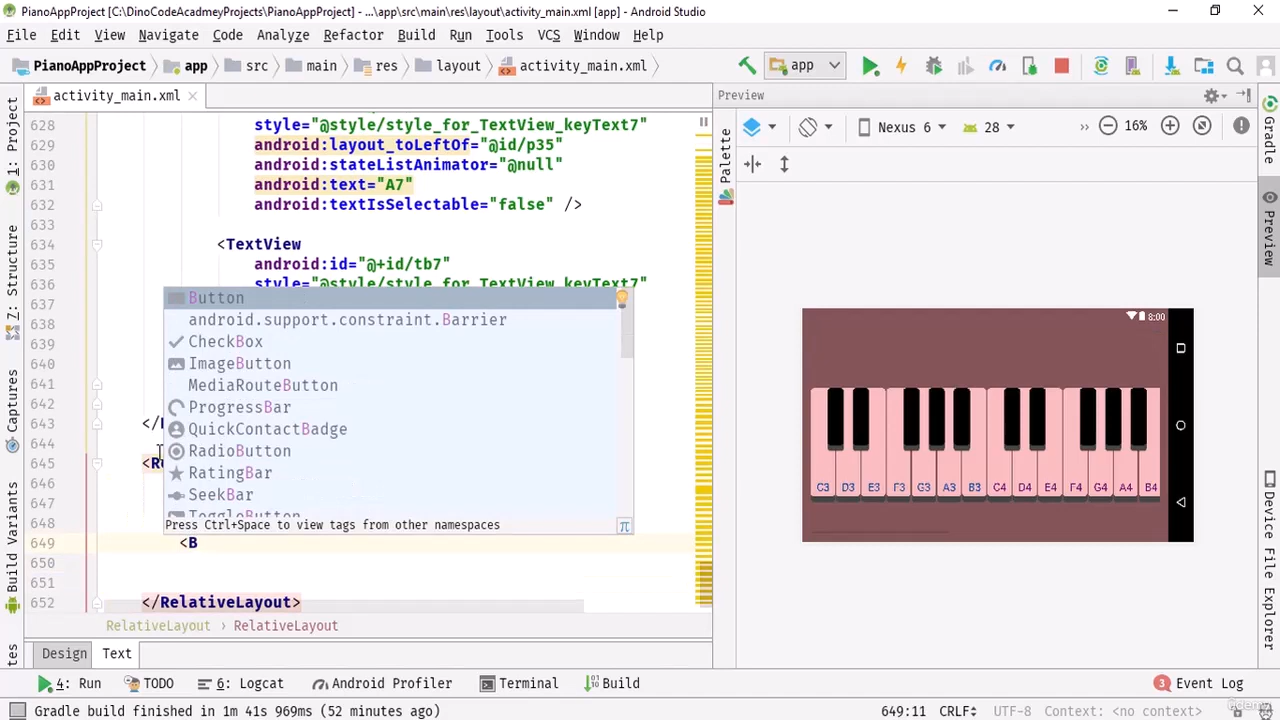 PianoAppProject [C:\DinoCodeAcadmeyProjects\PianoAppProject] - ...\app\src\main\res\layout\activity_main.xml [app] - Android Studio
File Edit View Navigate Code Analyze Refactor Build Run Tools VCS Window Help
PianoAppProject app src main res layout activity_main.xml app
activity_main.xml
Preview
1: Project
Z: Structure
Captures
Build Variants
Gradle
Preview
Device File Explorer
Palette
Nexus 6 28 16%
628 style="@style/style_for_TextView_keyText7"
629 android:layout_toLeftOf="@id/p35"
630 android:stateListAnimator="@null"
631 android:text="A7"
632 android:textIsSelectable="false" />
633
634 <TextView
635 android:id="@+id/tb7"
636 style="@style/style_for_TextView_keyText7"
637
638
639
640
641
642
643 </
644
645 <R
646
647
648
649 <B
650
651
652 </RelativeLayout>
Button
android.support.constraint.Barrier
CheckBox
ImageButton
MediaRouteButton
ProgressBar
QuickContactBadge
RadioButton
RatingBar
SeekBar
ToggleButton
Press Ctrl+Space to view tags from other namespaces
8:00
C3 D3 E3 F3 G3 A3 B3 C4 D4 E4 F4 G4 A4 B4
RelativeLayout › RelativeLayout
Design Text
4: Run TODO 6: Logcat Android Profiler Terminal Build 3 Event Log
Gradle build finished in 1m 41s 969ms (52 minutes ago) 649:11 CRLF UTF-8 Context: <no context>